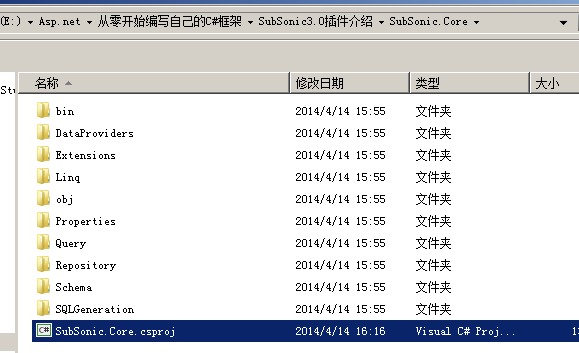 (E:) ▾ Asp.net ▾ 从零开始编写自己的C#框架 ▾ SubSonic3.0插件介绍 ▾ SubSonic.Core ▾
名称 修改日期 类型 大小
bin 2014/4/14 15:55 文件夹
DataProviders 2014/4/14 15:55 文件夹
Extensions 2014/4/14 15:55 文件夹
Linq 2014/4/14 15:55 文件夹
obj 2014/4/14 15:55 文件夹
Properties 2014/4/14 15:55 文件夹
Query 2014/4/14 15:55 文件夹
Repository 2014/4/14 15:55 文件夹
Schema 2014/4/14 15:55 文件夹
SQLGeneration 2014/4/14 15:55 文件夹
SubSonic.Core.csproj 2014/4/14 16:16 Visual C# Proj...